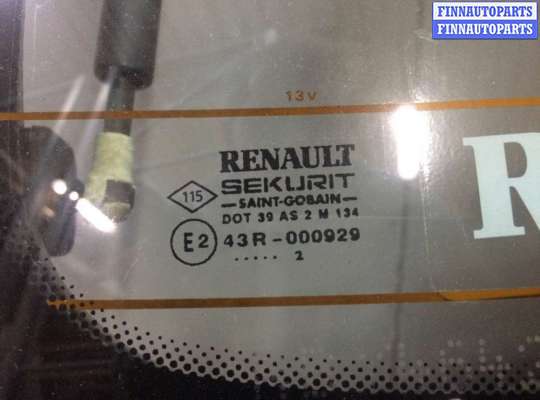 FINNAUTOPARTS
FINNAUTOPARTS
13V
RENAULT
SEKURIT
115
SAINT-GOBAIN
DOT 39 AS 2 M 134
E2 43R-000929
..... 2
R